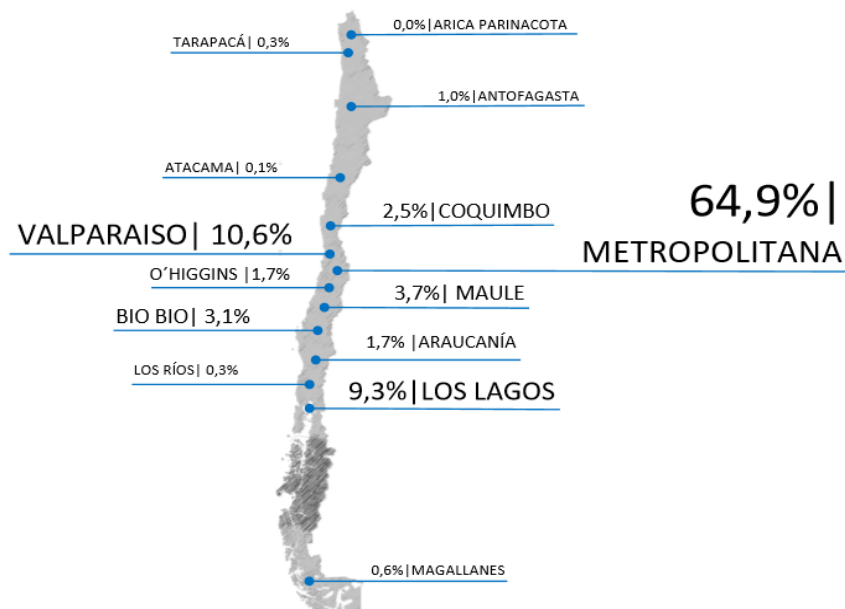 0,0%|ARICA PARINACOTA
TARAPACÁ| 0,3%
1,0%|ANTOFAGASTA
ATACAMA| 0,1%
64,9%|
METROPOLITANA
2,5%|COQUIMBO
VALPARAISO| 10,6%
O´HIGGINS |1,7%
3,7%| MAULE
BIO BIO| 3,1%
1,7% |ARAUCANÍA
LOS RÍOS| 0,3%
9,3%|LOS LAGOS
0,6%|MAGALLANES